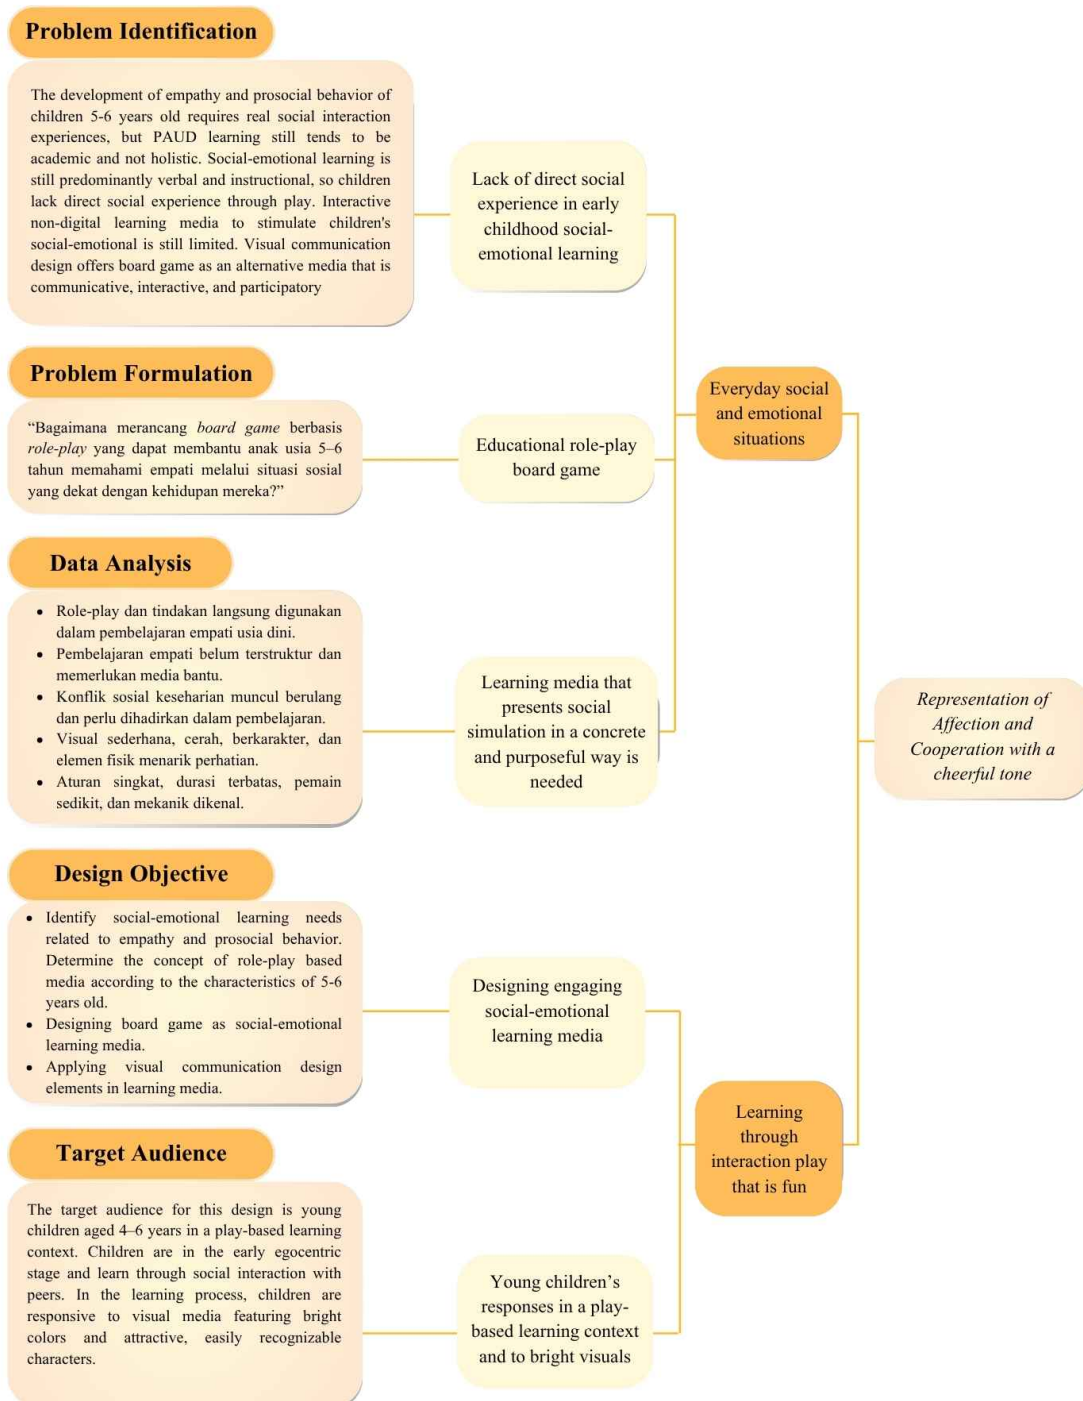 Problem Identification
The development of empathy and prosocial behavior of
children 5-6 years old requires real social interaction
experiences, but PAUD learning still tends to be
academic and not holistic. Social-emotional learning is
still predominantly verbal and instructional, so children
lack direct social experience through play. Interactive
non-digital learning media to stimulate children's
social-emotional is still limited. Visual communication
design offers board game as an alternative media that is
communicative, interactive, and participatory
Lack of direct social
experience in early
childhood social-
emotional learning
Problem Formulation
“Bagaimana merancang board game berbasis
role-play yang dapat membantu anak usia 5–6
tahun memahami empati melalui situasi sosial
yang dekat dengan kehidupan mereka?”
Educational role-play
board game
Everyday social
and emotional
situations
Data Analysis
• Role-play dan tindakan langsung digunakan
dalam pembelajaran empati usia dini.
• Pembelajaran empati belum terstruktur dan
memerlukan media bantu.
• Konflik sosial keseharian muncul berulang
dan perlu dihadirkan dalam pembelajaran.
• Visual sederhana, cerah, berkarakter, dan
elemen fisik menarik perhatian.
• Aturan singkat, durasi terbatas, pemain
sedikit, dan mekanik dikenal.
Learning media that
presents social
simulation in a concrete
and purposeful way is
needed
Representation of
Affection and
Cooperation with a
cheerful tone
Design Objective
• Identify social-emotional learning needs
related to empathy and prosocial behavior.
Determine the concept of role-play based
media according to the characteristics of 5-6
years old.
• Designing board game as social-emotional
learning media.
• Applying visual communication design
elements in learning media.
Designing engaging
social-emotional
learning media
Learning
through
interaction play
that is fun
Target Audience
The target audience for this design is young
children aged 4–6 years in a play-based learning
context. Children are in the early egocentric
stage and learn through social interaction with
peers. In the learning process, children are
responsive to visual media featuring bright
colors and attractive, easily recognizable
characters.
Young children’s
responses in a play-
based learning context
and to bright visuals